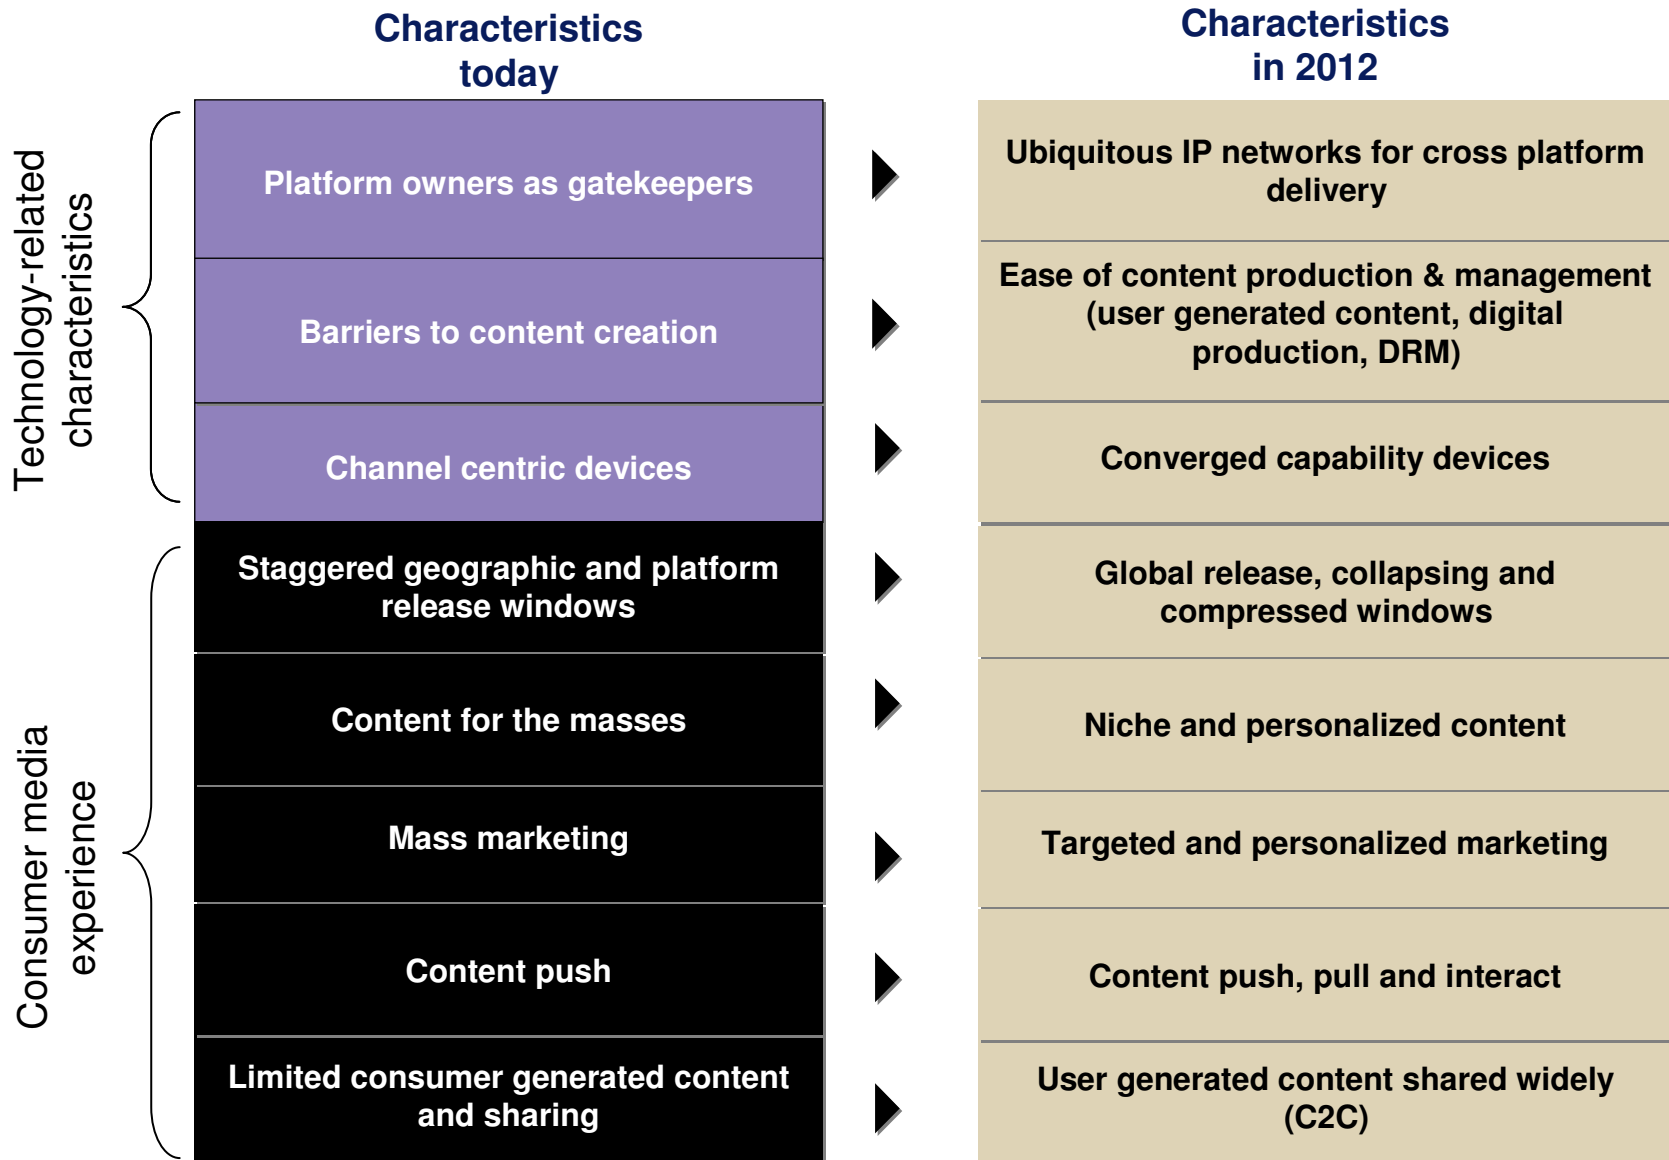 Characteristics
today
Characteristics
in 2012
Technology-related
characteristics
Platform owners as gatekeepers
Ubiquitous IP networks for cross platform
delivery
Barriers to content creation
Ease of content production & management
(user generated content, digital
production, DRM)
Channel centric devices
Converged capability devices
Consumer media
experience
Staggered geographic and platform
release windows
Global release, collapsing and
compressed windows
Content for the masses
Niche and personalized content
Mass marketing
Targeted and personalized marketing
Content push
Content push, pull and interact
Limited consumer generated content
and sharing
User generated content shared widely
(C2C)